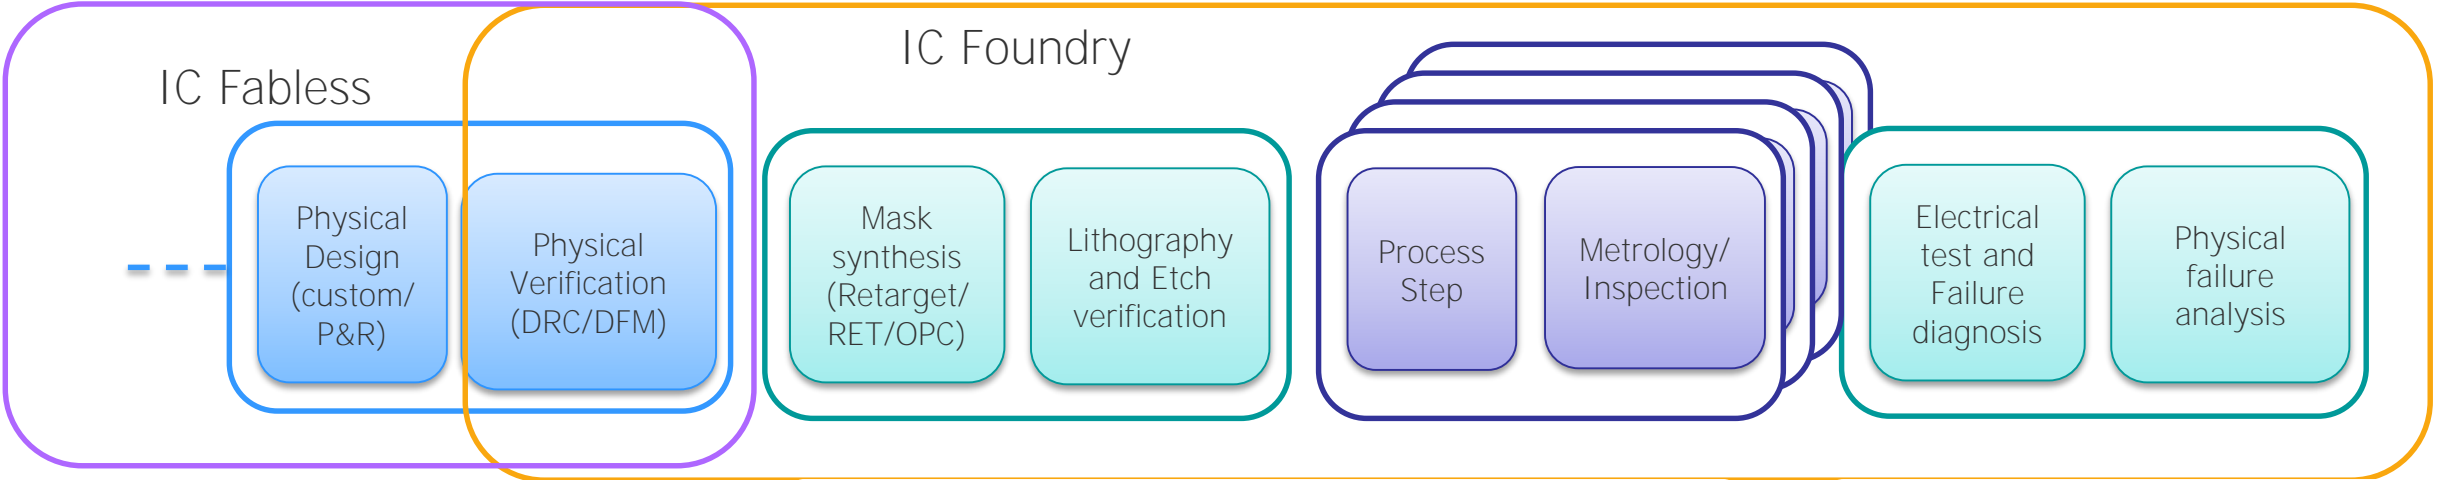 IC Fabless
IC Foundry
Physical
Design
(custom/
P&R)
Physical
Verification
(DRC/DFM)
Mask
synthesis
(Retarget/
RET/OPC)
Lithography
and Etch
verification
Process
Step
Metrology/
Inspection
Electrical
test and
Failure
diagnosis
Physical
failure
analysis